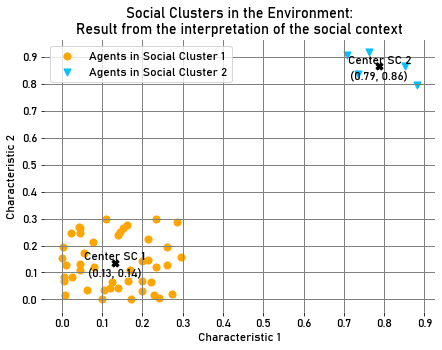 Social Clusters in the Environment:
Result from the interpretation of the social context
Agents in Social Cluster 1
Agents in Social Cluster 2
Center SC 2
(0.79, 0.86)
Center SC 1
(0.13, 0.14)
Characteristic 2
0.9
0.8
0.7
0.6
0.5
0.4
0.3
0.2
0.1
0.0
0.0 0.1 0.2 0.3 0.4 0.5 0.6 0.7 0.8 0.9
Characteristic 1